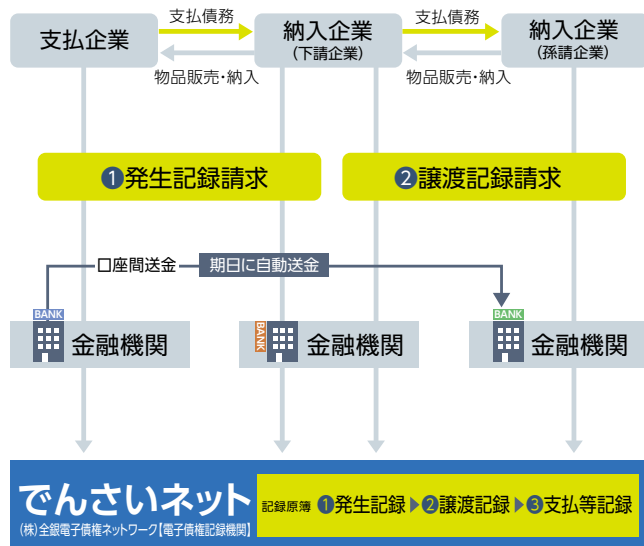 支払債務
支払債務
支払企業
納入企業
(下請企業)
納入企業
(孫請企業)
物品販売・納入
物品販売・納入
❶発生記録請求
❷譲渡記録請求
口座間送金
期日に自動送金
BANK
金融機関
BANK
金融機関
BANK
金融機関
でんさいネット
(株)全銀電子債権ネットワーク【電子債権記録機関】
記録原簿 ❶発生記録▶❷譲渡記録▶❸支払等記録